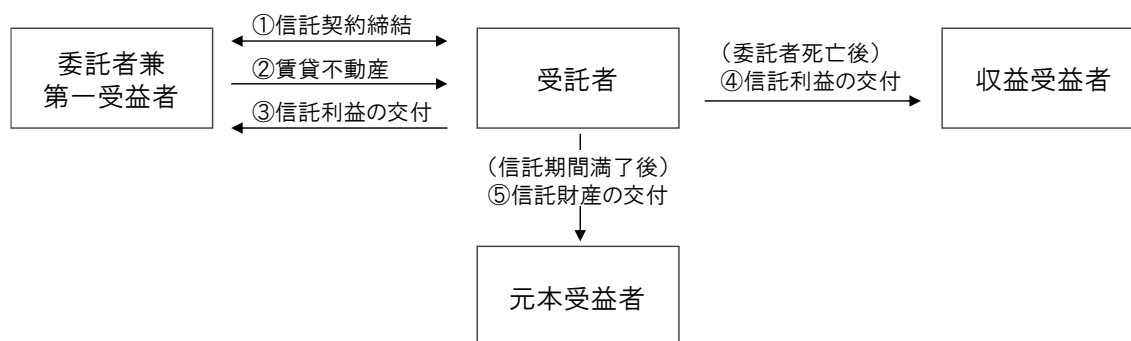 ①信託契約締結
委託者兼
第一受益者
②賃貸不動産
③信託利益の交付
受託者
（委託者死亡後）
④信託利益の交付
収益受益者
（信託期間満了後）
⑤信託財産の交付
元本受益者